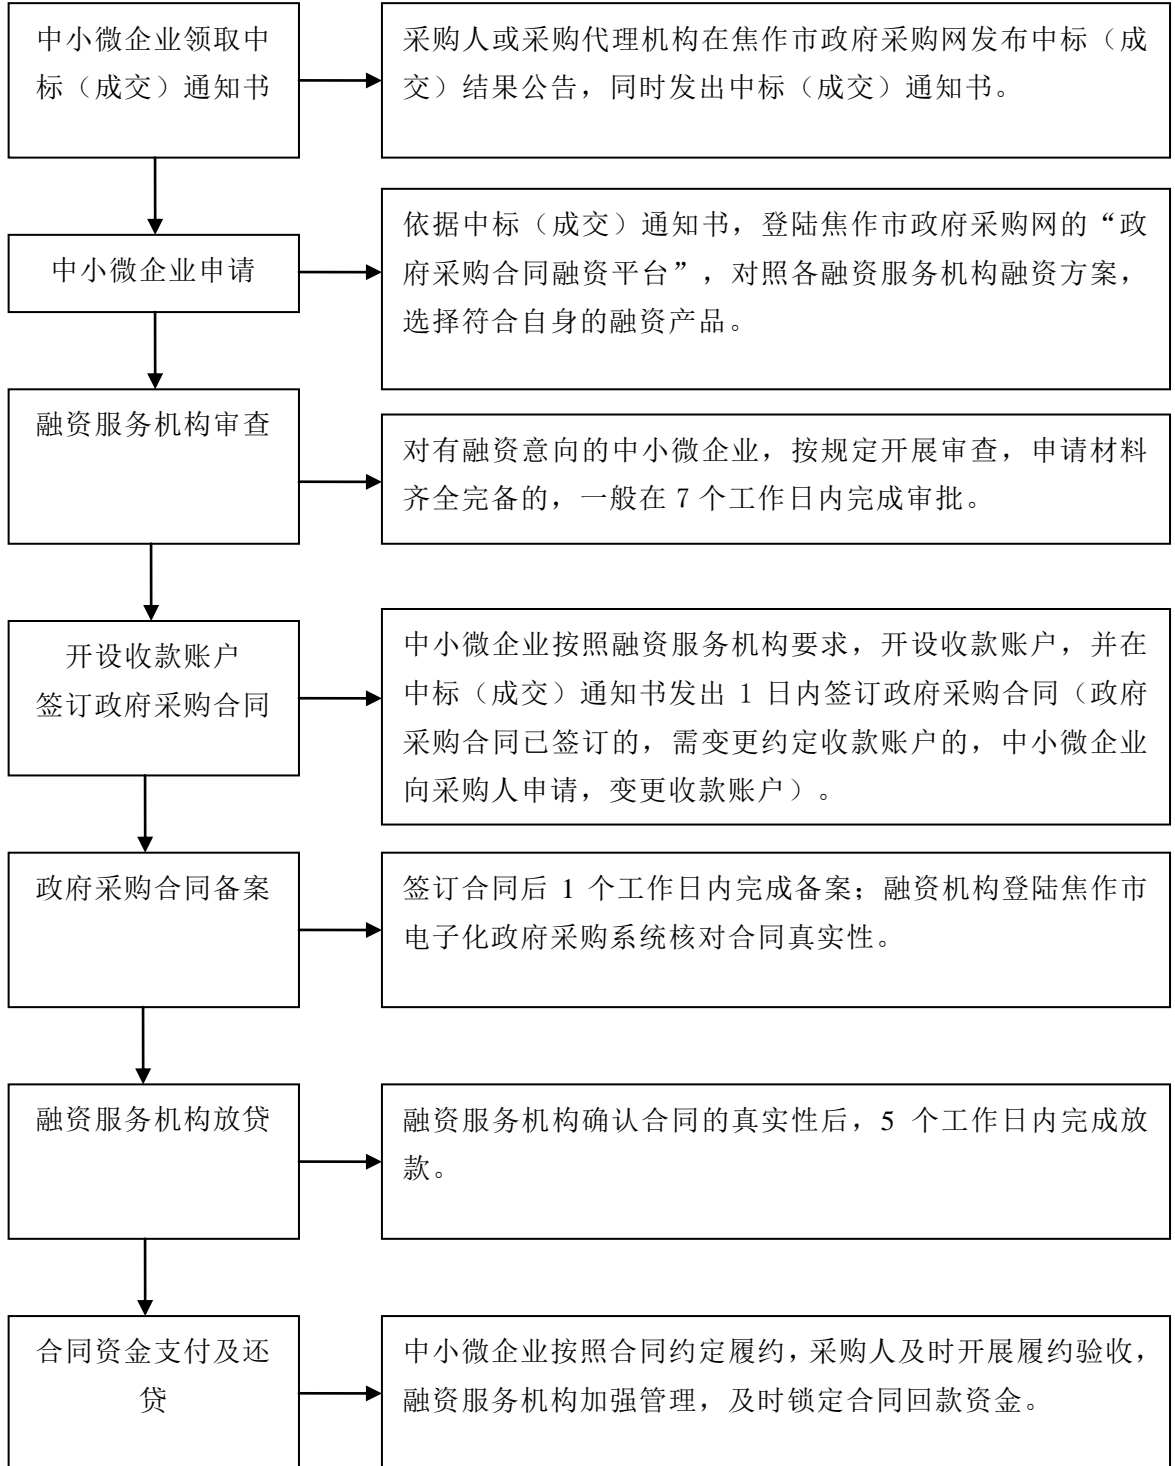 中小微企业领取中
标（成交）通知书
采购人或采购代理机构在焦作市政府采购网发布中标（成
交）结果公告，同时发出中标（成交）通知书。
中小微企业申请
依据中标（成交）通知书，登陆焦作市政府采购网的“政
府采购合同融资平台”，对照各融资服务机构融资方案，
选择符合自身的融资产品。
融资服务机构审查
对有融资意向的中小微企业，按规定开展审查，申请材料
齐全完备的，一般在 7 个工作日内完成审批。
开设收款账户
签订政府采购合同
中小微企业按照融资服务机构要求，开设收款账户，并在
中标（成交）通知书发出 1 日内签订政府采购合同（政府
采购合同已签订的，需变更约定收款账户的，中小微企业
向采购人申请，变更收款账户）。
政府采购合同备案
签订合同后 1 个工作日内完成备案；融资机构登陆焦作市
电子化政府采购系统核对合同真实性。
融资服务机构放贷
融资服务机构确认合同的真实性后，5 个工作日内完成放
款。
合同资金支付及还
贷
中小微企业按照合同约定履约，采购人及时开展履约验收，
融资服务机构加强管理，及时锁定合同回款资金。